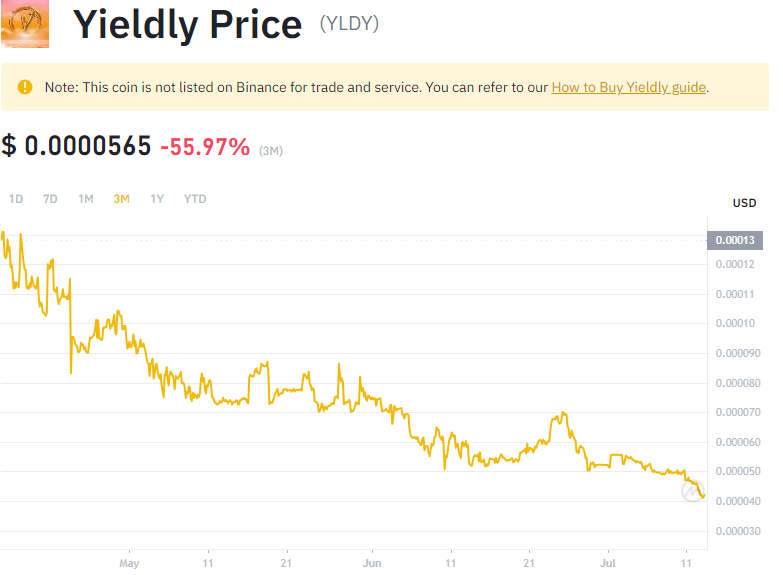 Yieldly Price (YLDY)
Note: This coin is not listed on Binance for trade and service. You can refer to our How to Buy Yieldly guide.
$ 0.0000565 -55.97% (3M)
1D 7D 1M 3M 1Y YTD
USD
0.00013
0.00012
0.00011
0.00010
0.000090
0.000080
0.000070
0.000060
0.000050
0.000040
0.000030
May 11 21 Jun 11 21 Jul 11